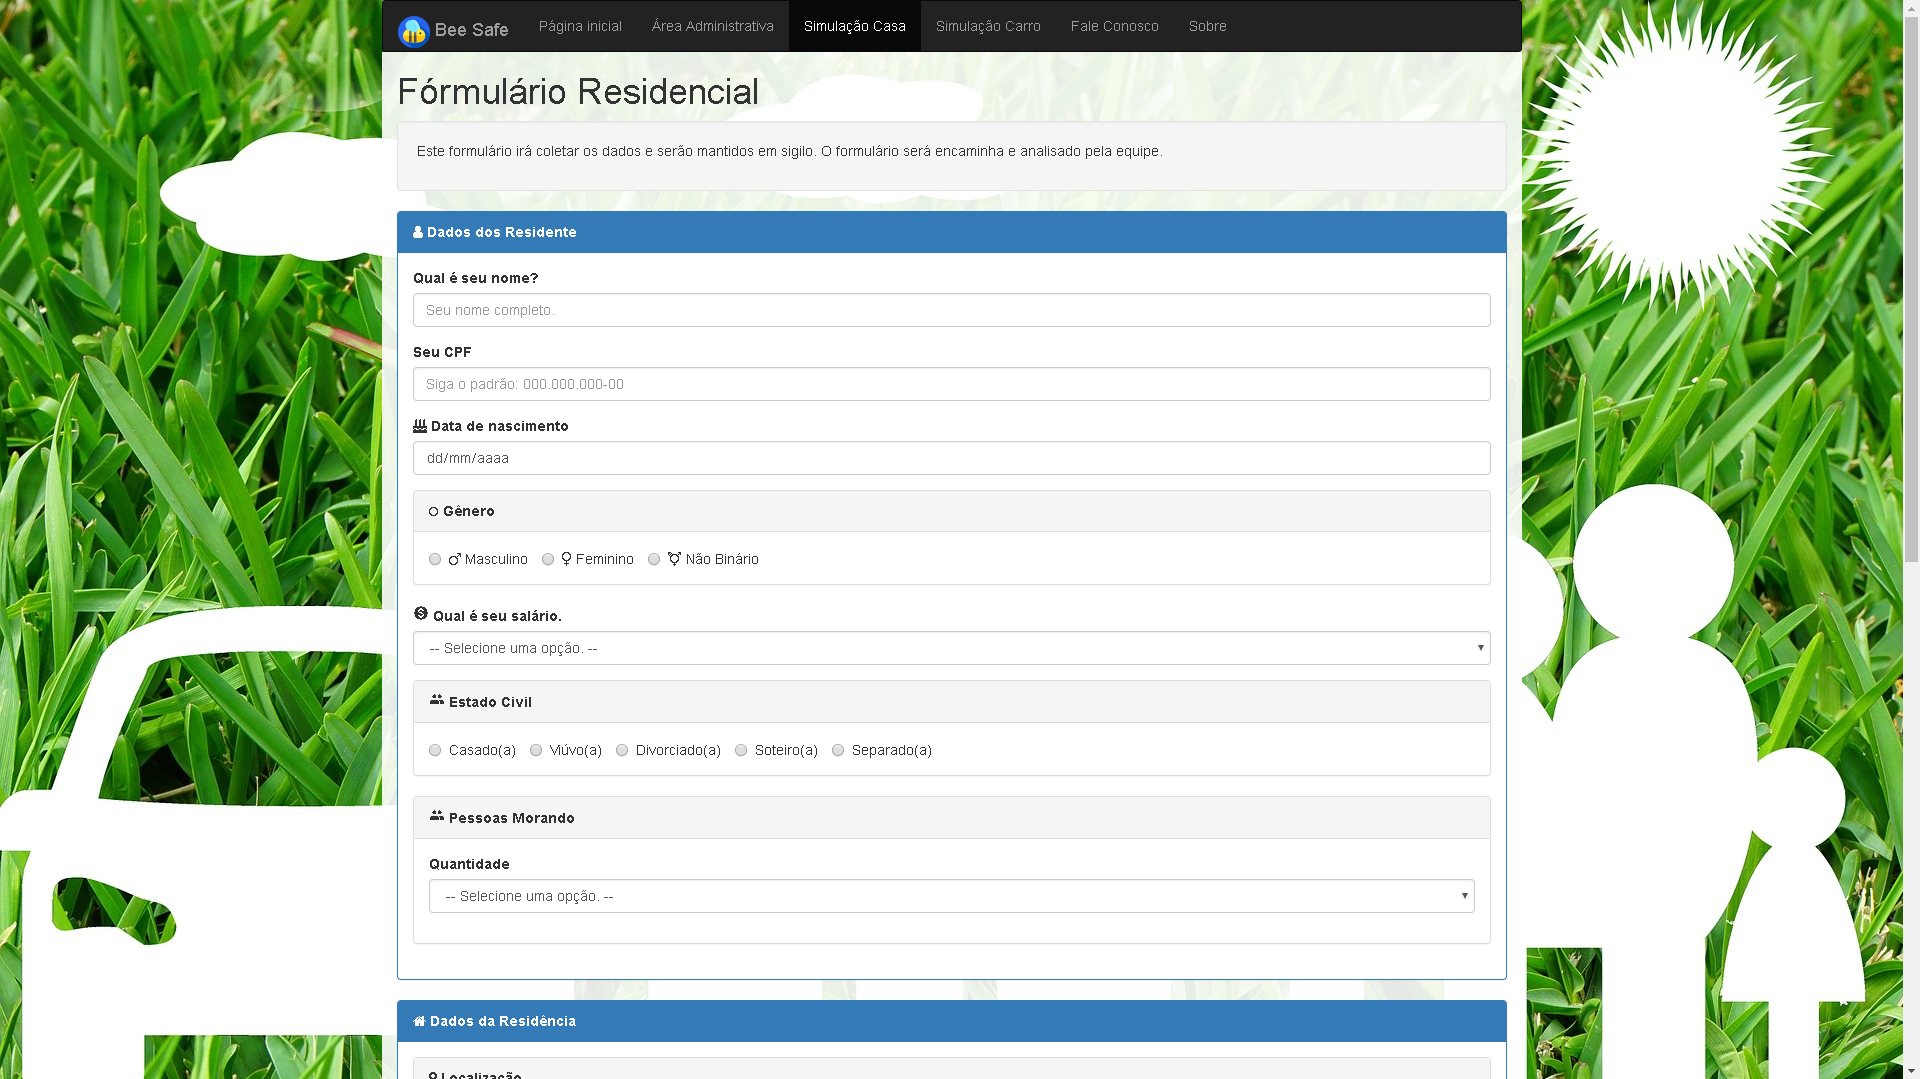 Bee Safe Página inicial Área Administrativa Simulação Casa Simulação Carro Fale Conosco Sobre
Fórmulário Residencial
Este formulário irá coletar os dados e serão mantidos em sigilo. O formulário será encaminha e analisado pela equipe.
Dados dos Residente
Qual é seu nome?
Seu nome completo.
Seu CPF
Siga o padrão: 000.000.000-00
Data de nascimento
dd/mm/aaaa
Gênero
Masculino Feminino Não Binário
Qual é seu salário.
-- Selecione uma opção. --
Estado Civil
Casado(a) Viúvo(a) Divorciado(a) Soteiro(a) Separado(a)
Pessoas Morando
Quantidade
-- Selecione uma opção. --
Dados da Residência
Localização